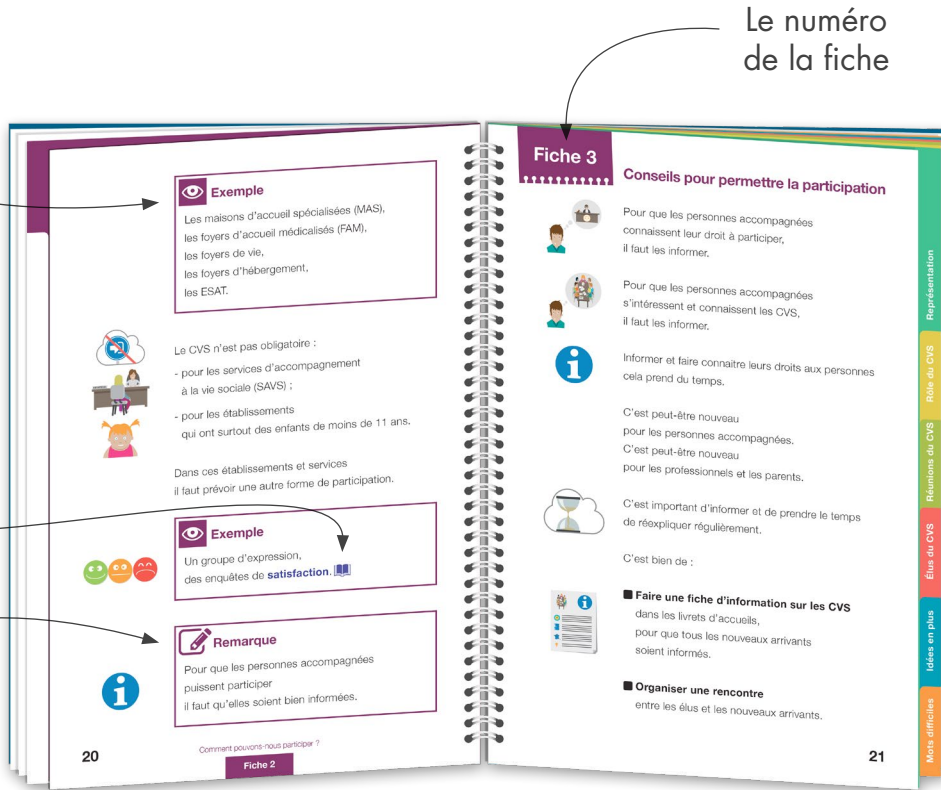 Le numéro
de la fiche
Exemple
Les maisons d'accueil spécialisées (MAS),
les foyers d'accueil médicalisés (FAM),
les foyers de vie,
les foyers d'hébergement,
les ESAT.
Le CVS n'est pas obligatoire :
- pour les services d'accompagnement
à la vie sociale (SAVS) ;
- pour les établissements
qui ont surtout des enfants de moins de 11 ans.
Dans ces établissements et services
il faut prévoir une autre forme de participation.
Exemple
Un groupe d'expression,
des enquêtes de satisfaction.
Remarque
Pour que les personnes accompagnées
puissent participer
il faut qu'elles soient bien informées.
20
Comment pouvons-nous participer ?
Fiche 2
Fiche 3
Conseils pour permettre la participation
Pour que les personnes accompagnées
connaissent leur droit à participer,
il faut les informer.
Pour que les personnes accompagnées
s'intéressent et connaissent les CVS,
il faut les informer.
Informer et faire connaitre leurs droits aux personnes
cela prend du temps.
C'est peut-être nouveau
pour les personnes accompagnées.
C'est peut-être nouveau
pour les professionnels et les parents.
C'est important d'informer et de prendre le temps
de réexpliquer régulièrement.
C'est bien de :
Faire une fiche d'information sur les CVS
dans les livrets d'accueils,
pour que tous les nouveaux arrivants
soient informés.
Organiser une rencontre
entre les élus et les nouveaux arrivants.
21
Représentation
Rôle du CVS
Réunions du CVS
Élus du CVS
Idées en plus
Mots difficiles